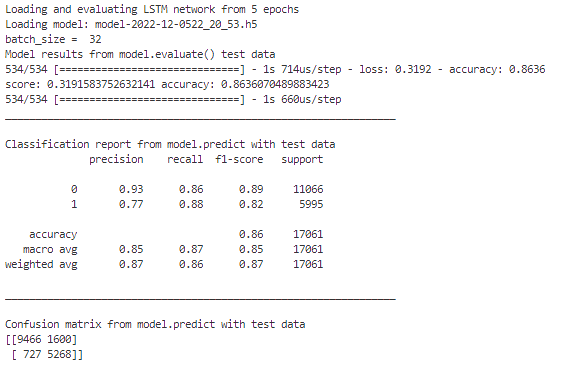 Loading and evaluating LSTM network from 5 epochs
Loading model: model-2022-12-0522_20_53.h5
batch_size =  32
Model results from model.evaluate() test data
534/534 [==============================] - 1s 714us/step - loss: 0.3192 - accuracy: 0.8636
score: 0.3191583752632141 accuracy: 0.8636070489883423
534/534 [==============================] - 1s 660us/step
Classification report from model.predict with test data
precision recall f1-score support
0 0.93 0.86 0.89 11066
1 0.77 0.88 0.82 5995
accuracy 0.86 17061
macro avg 0.85 0.87 0.85 17061
weighted avg 0.87 0.86 0.87 17061
Confusion matrix from model.predict with test data
[[9466 1600]
[ 727 5268]]